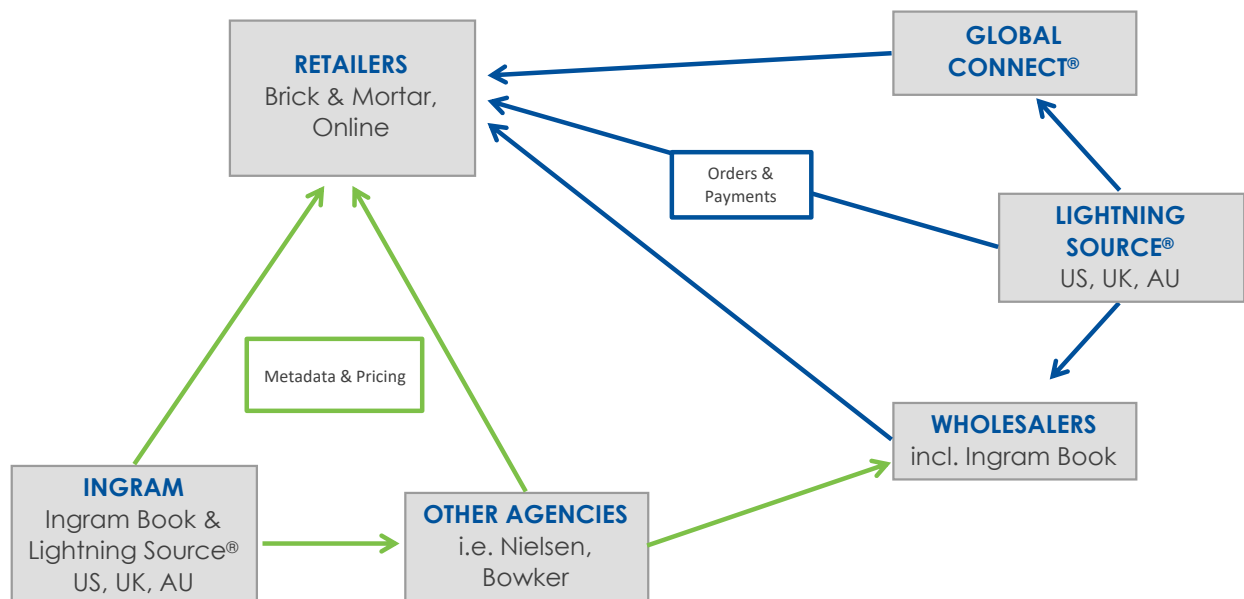 RETAILERS
Brick & Mortar,
Online
GLOBAL
CONNECT®
Orders &
Payments
LIGHTNING
SOURCE®
US, UK, AU
Metadata & Pricing
WHOLESALERS
incl. Ingram Book
INGRAM
Ingram Book &
Lightning Source®
US, UK, AU
OTHER AGENCIES
i.e. Nielsen,
Bowker